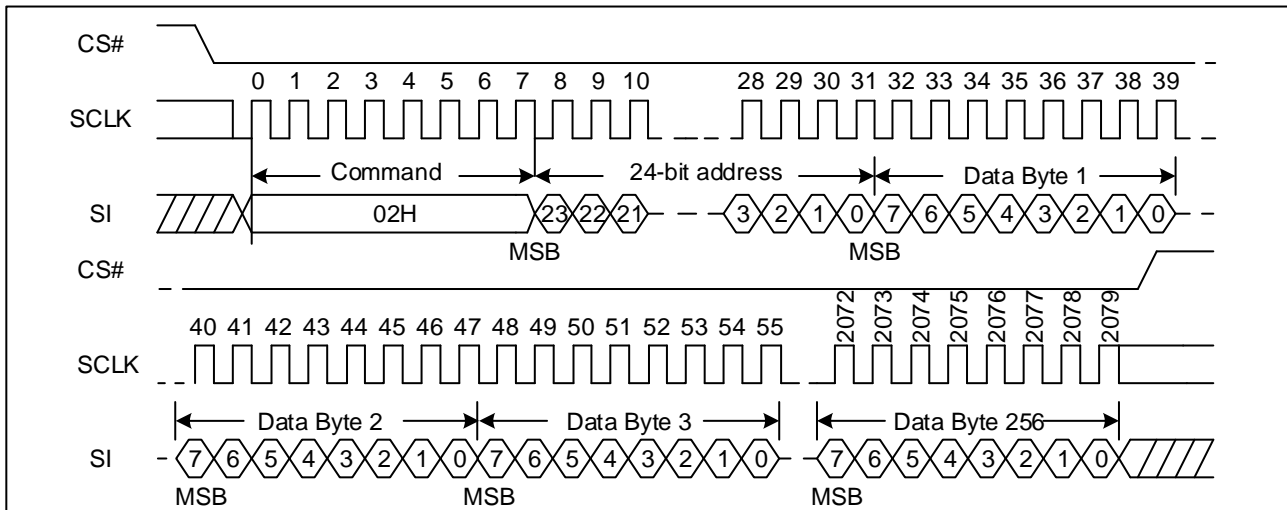 CS#
0 1 2 3 4 5 6 7 8 9 10 28 29 30 31 32 33 34 35 36 37 38 39
SCLK
Command 24-bit address Data Byte 1
SI 02H 23 22 21 3 2 1 0 7 6 5 4 3 2 1 0
MSB MSB
CS#
40 41 42 43 44 45 46 47 48 49 50 51 52 53 54 55 2072 2073 2074 2075 2076 2077 2078 2079
SCLK
Data Byte 2 Data Byte 3 Data Byte 256
SI 7 6 5 4 3 2 1 0 7 6 5 4 3 2 1 0 7 6 5 4 3 2 1 0
MSB MSB MSB